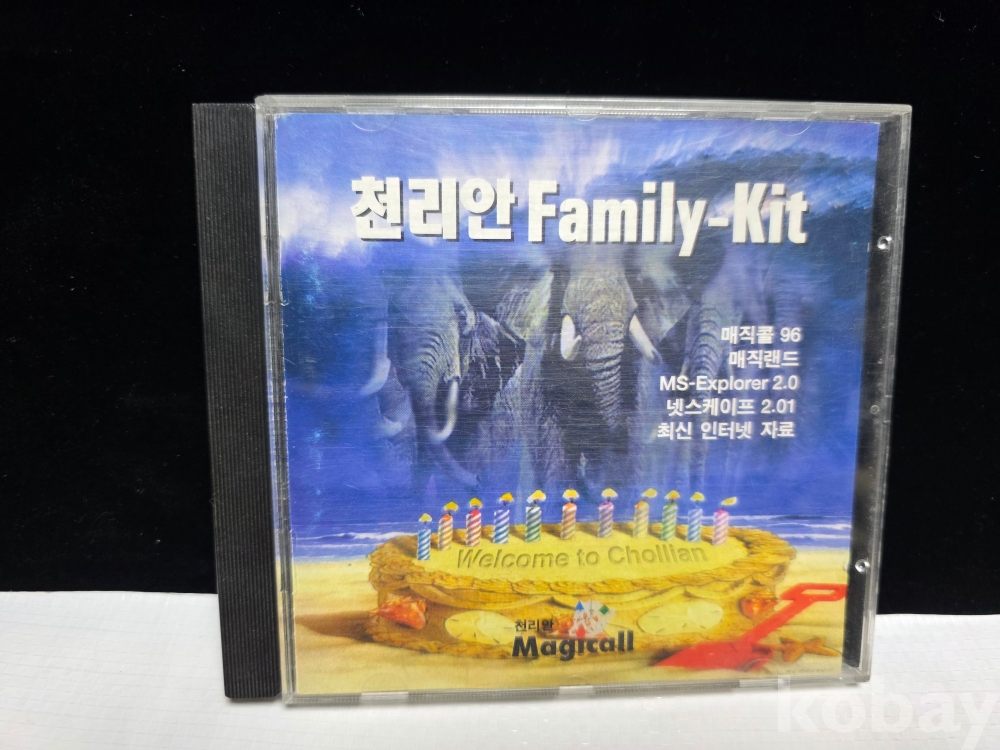 천리안 Family-Kit
매직콜 96
매직랜드
MS-Explorer 2.0
넷스케이프 2.01
최신 인터넷 자료
Welcome to Chollian
천리안
Magicall
kobay